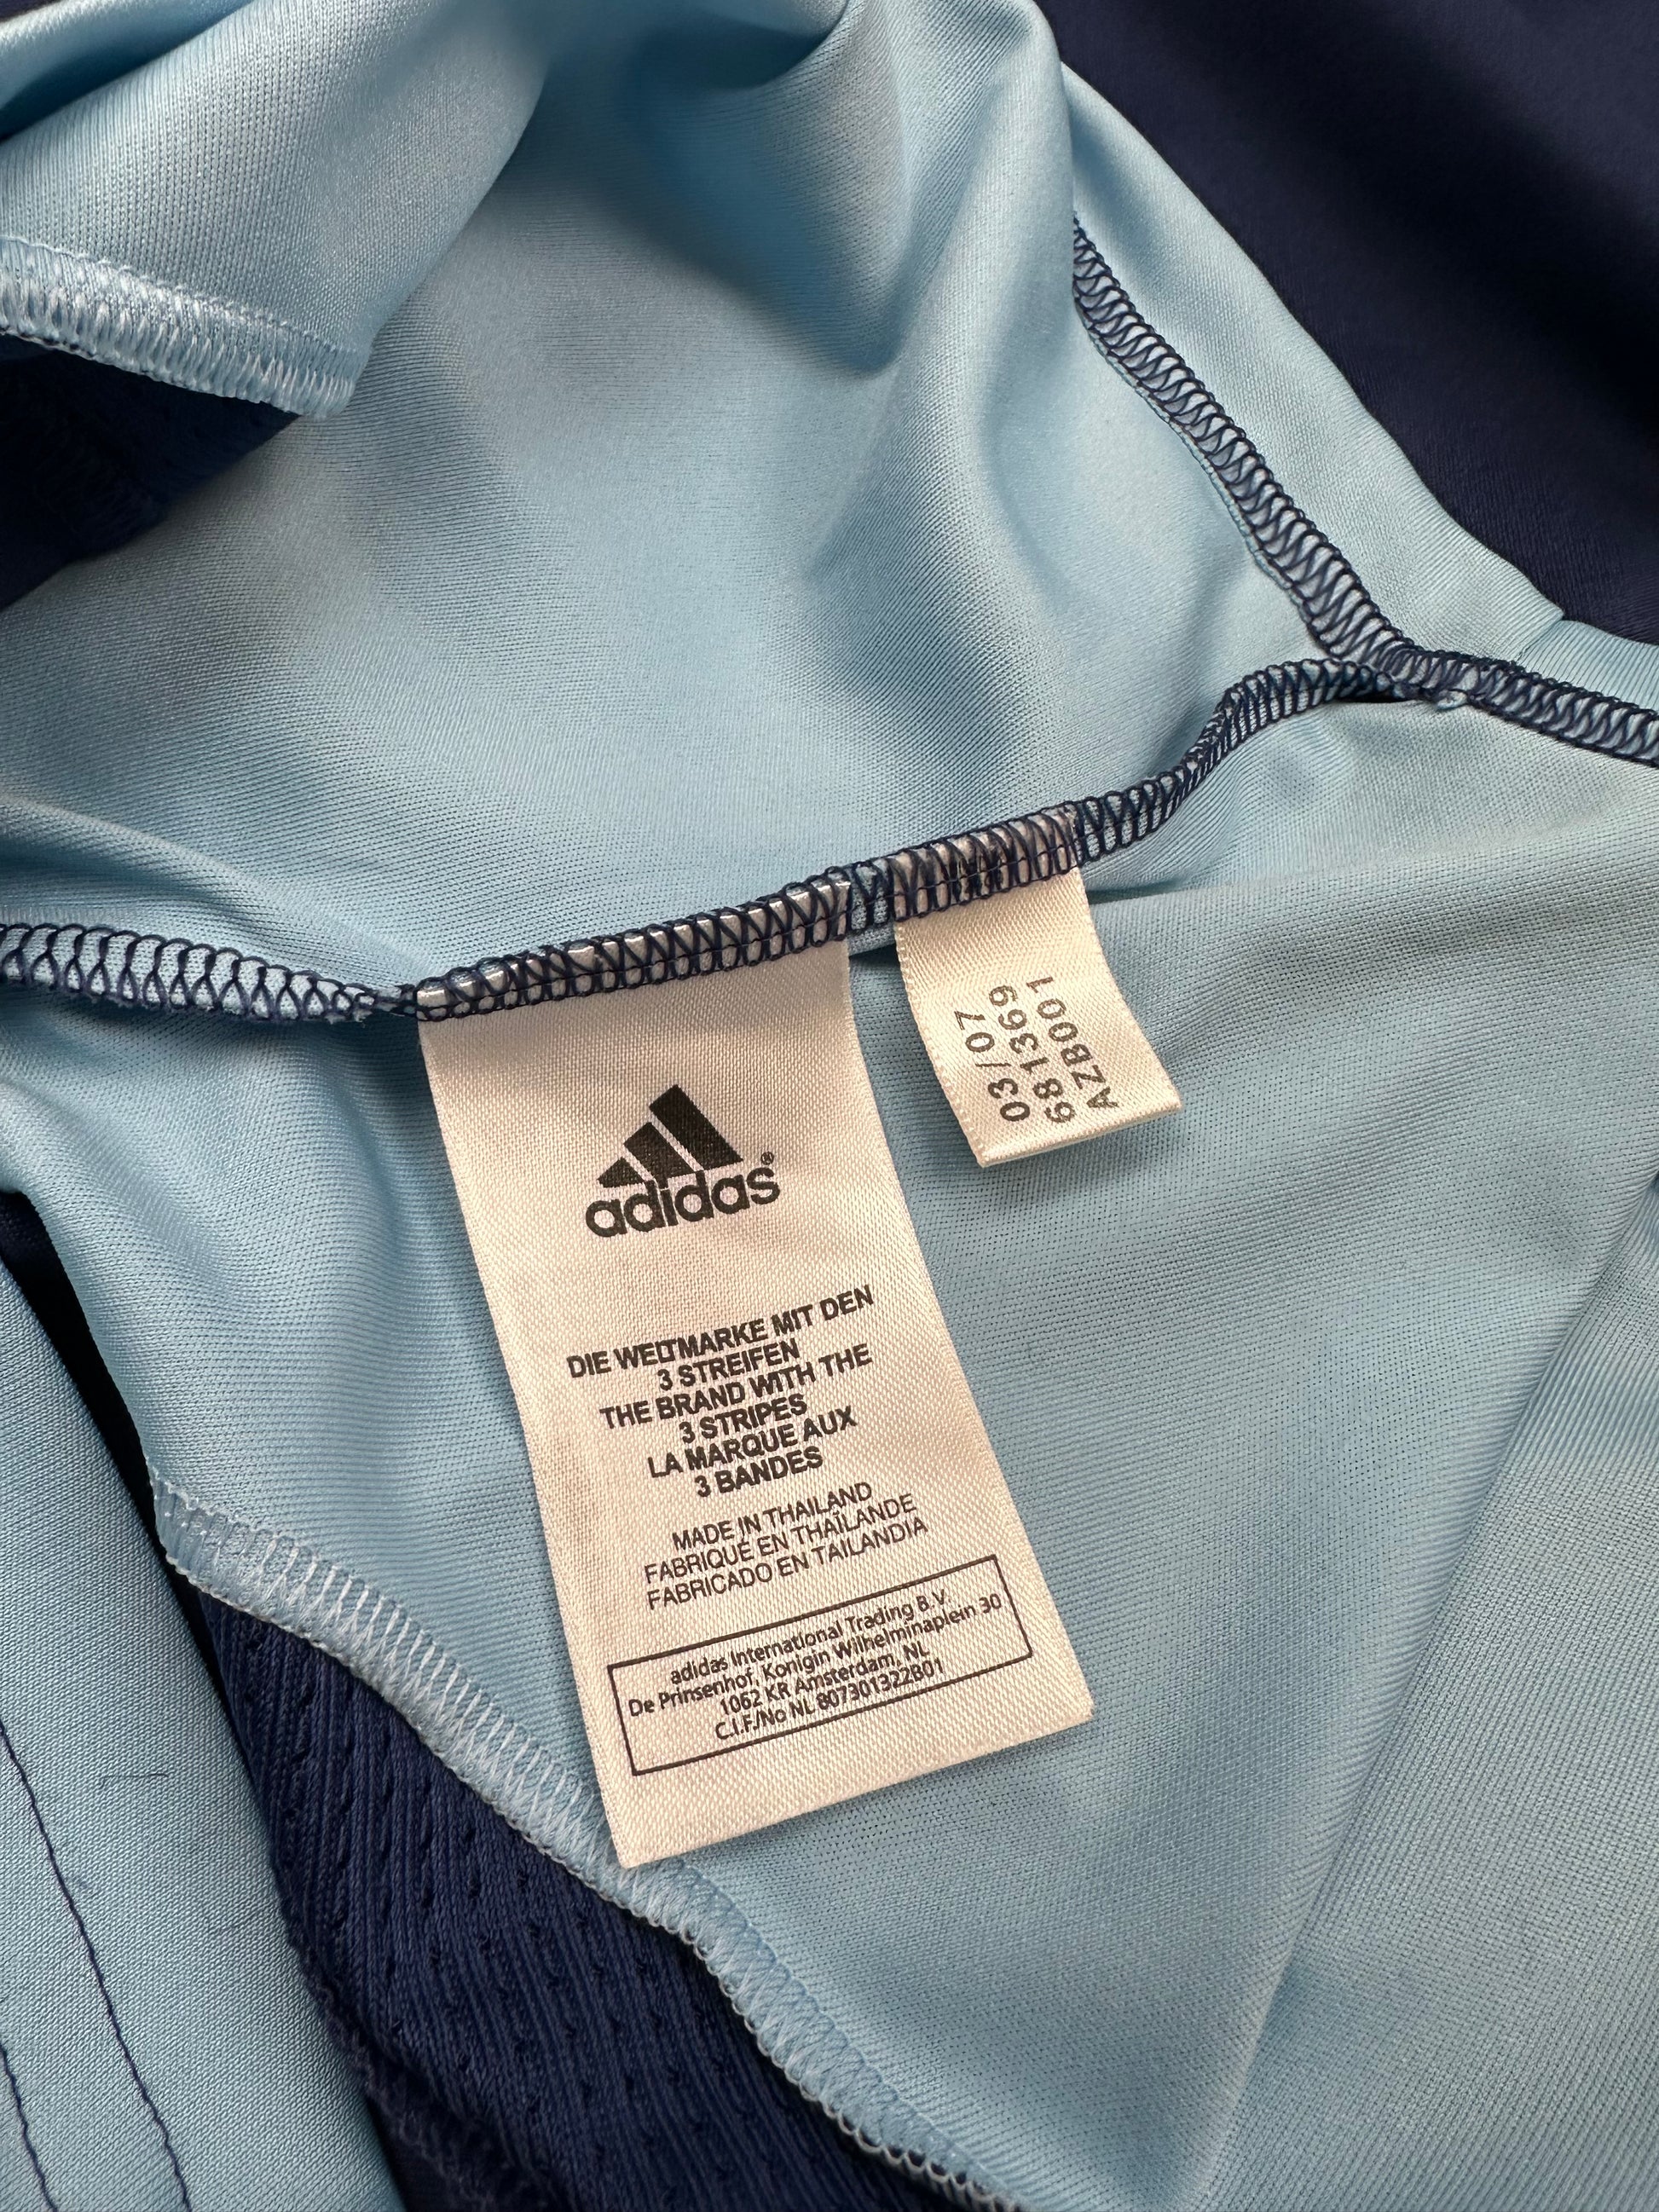 adidas®
DIE WELTMARKE MIT DEN
3 STREIFEN
THE BRAND WITH THE
3 STRIPES
LA MARQUE AUX
3 BANDES
MADE IN THAILAND
FABRIQUÉ EN THAÏLANDE
FABRICADO EN TAILANDIA
adidas International Trading B.V.
De Prinsenhof, Konigin Wilhelminaplein 30
1062 KR Amsterdam, NL
C.I.F./No NL 807301322B01
03/07
681369
AZB001